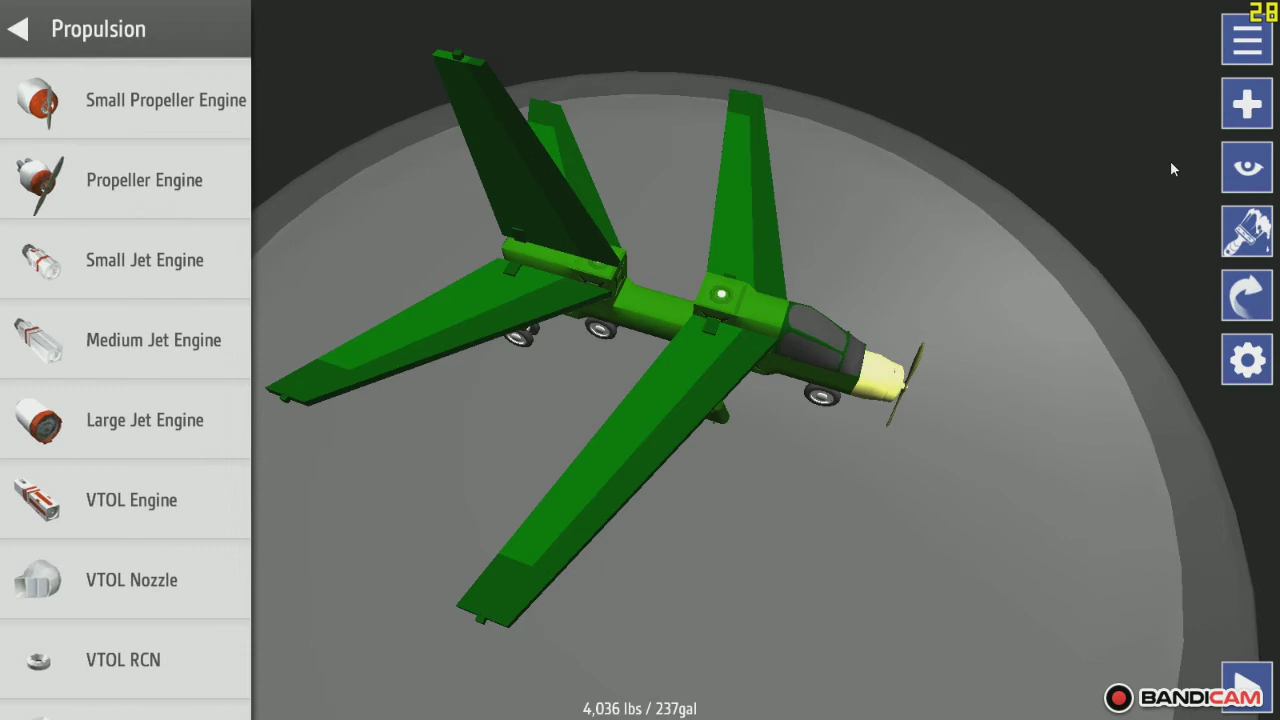 Propulsion
28
Small Propeller Engine
Propeller Engine
Small Jet Engine
Medium Jet Engine
Large Jet Engine
VTOL Engine
VTOL Nozzle
VTOL RCN
4,036 lbs / 237gal
BANDICAM